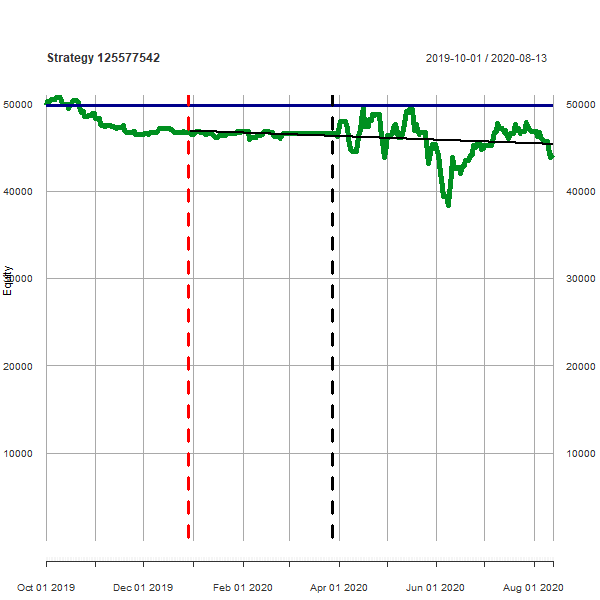 Strategy 125577542
2019-10-01 / 2020-08-13
50000
50000
40000
40000
Equity
30000
30000
20000
20000
10000
10000
Oct 01 2019
Dec 01 2019
Feb 01 2020
Apr 01 2020
Jun 01 2020
Aug 01 2020